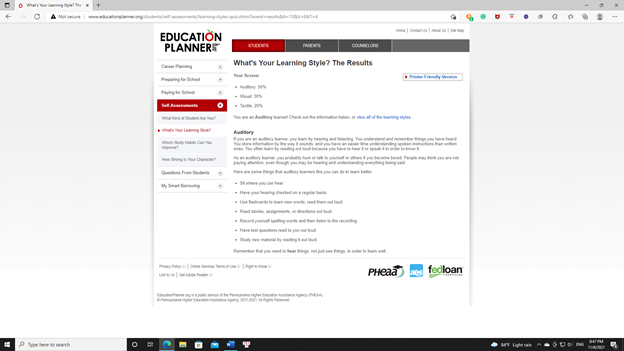 What's Your Learning Style? The
Not secure | www.educationplanner.org/students/self-assessments/learning-styles-quiz.shtml?event=results&A=10&V=6&T=4
Home | Contact Us | About Us | Site Map
EDUCATION
PLANNER.ORG
STUDENTS PARENTS COUNSELORS
Career Planning
Preparing for School
Paying for School
Self-Assessments
What Kind of Student Are You?
What's Your Learning Style?
Which Study Habits Can You
Improve?
How Strong Is Your Character?
Questions From Students
My Smart Borrowing
What's Your Learning Style? The Results
Printer Friendly Version
Your Scores:
Auditory: 50%
Visual: 30%
Tactile: 20%
You are an Auditory learner! Check out the information below, or view all of the learning styles.
Auditory
If you are an auditory learner, you learn by hearing and listening. You understand and remember things you have heard.
You store information by the way it sounds, and you have an easier time understanding spoken instructions than written
ones. You often learn by reading out loud because you have to hear it or speak it in order to know it.
As an auditory learner, you probably hum or talk to yourself or others if you become bored. People may think you are not
paying attention, even though you may be hearing and understanding everything being said.
Here are some things that auditory learners like you can do to learn better.
Sit where you can hear.
Have your hearing checked on a regular basis.
Use flashcards to learn new words; read them out loud.
Read stories, assignments, or directions out loud.
Record yourself spelling words and then listen to the recording.
Have test questions read to you out loud.
Study new material by reading it out loud.
Remember that you need to hear things, not just see things, in order to learn well.
Privacy Policy | Online Services Terms of Use | Right to Know
Link to Us | Get Adobe Reader
PHEAA aes fedloan
EducationPlanner.org is a public service of the Pennsylvania Higher Education Assistance Agency (PHEAA).
© Pennsylvania Higher Education Assistance Agency, 2011-2021. All Rights Reserved.
Type here to search
54°F Light rain
ENG
8:47 PM
11/6/2021